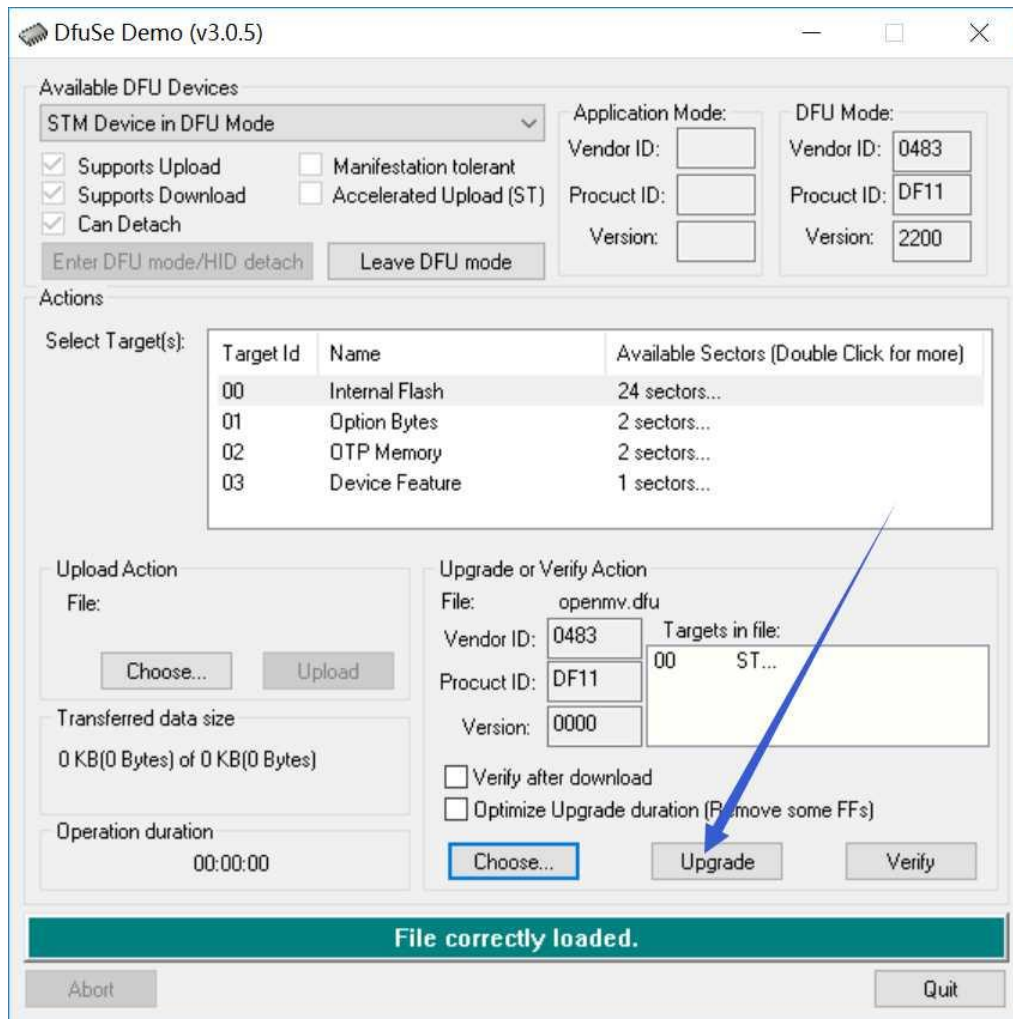 DfuSe Demo (v3.0.5)
Available DFU Devices
STM Device in DFU Mode
Supports Upload
Manifestation tolerant
Supports Download
Accelerated Upload (ST)
Can Detach
Enter DFU mode/HID detach
Leave DFU mode
Application Mode:
Vendor ID:
Procuct ID:
Version:
DFU Mode:
Vendor ID: 0483
Procuct ID: DF11
Version: 2200
Actions
Select Target(s):
Target Id Name Available Sectors (Double Click for more)
00 Internal Flash 24 sectors...
01 Option Bytes 2 sectors...
02 OTP Memory 2 sectors...
03 Device Feature 1 sectors...
Upload Action
File:
Choose... Upload
Transferred data size
0 KB(0 Bytes) of 0 KB(0 Bytes)
Operation duration
00:00:00
Upgrade or Verify Action
File: openmv.dfu
Vendor ID: 0483
Procuct ID: DF11
Version: 0000
Targets in file:
00 ST...
Verify after download
Optimize Upgrade duration (Remove some FFs)
Choose... Upgrade Verify
File correctly loaded.
Abort Quit